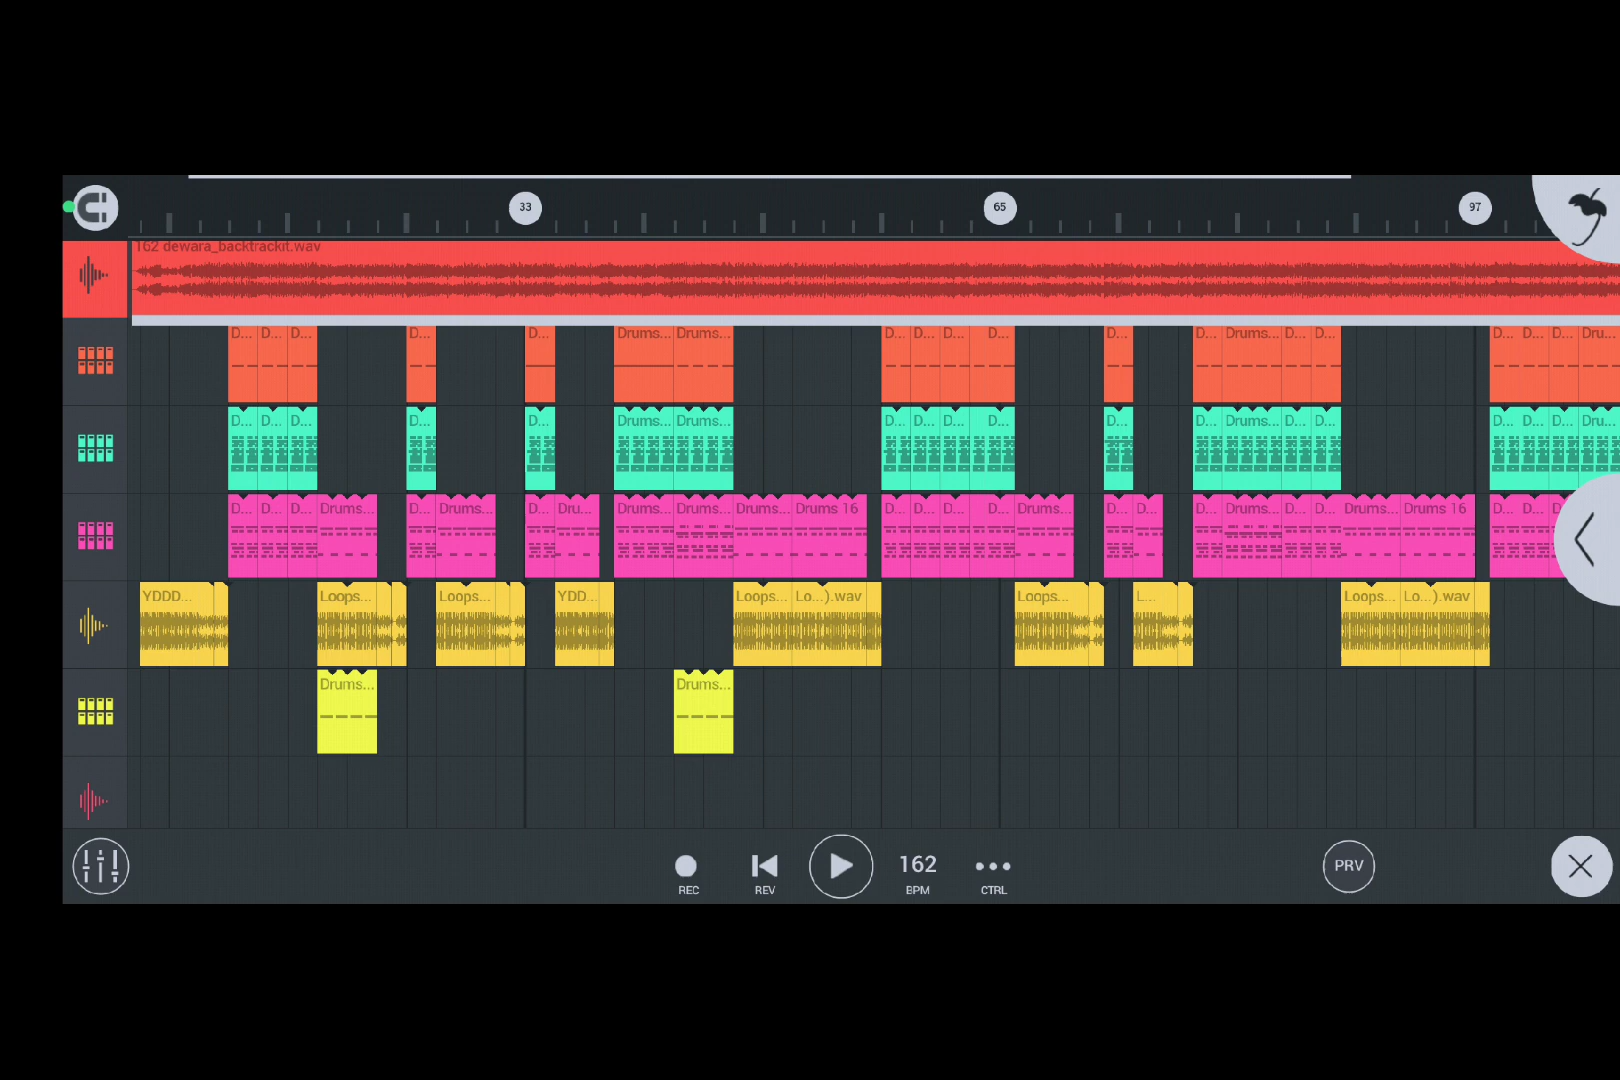 33 65 97
162 dewara_backtrackit.wav
D... D... D... D... D... Drums... Drums... D... D... D... D... D... D... Drums... D... D... D... D... D... Dru...
D... D... D... D... D... Drums... Drums... D... D... D... D... D... D... Drums... D... D... D... D... D... Dru...
D... D... D... Drums... D... Drums... D... Dru... Drums... Drums... Drums... Drums 16 D... D... D... D... Drums... D... D... D... Drums... D... D... Drums... Drums 16 D... D... D...
YDDD... Loops... Loops... YDD... Loops... Lo...).wav Loops... L... Loops... Lo...).wav
Drums... Drums...
162 PRV
REC REV BPM CTRL